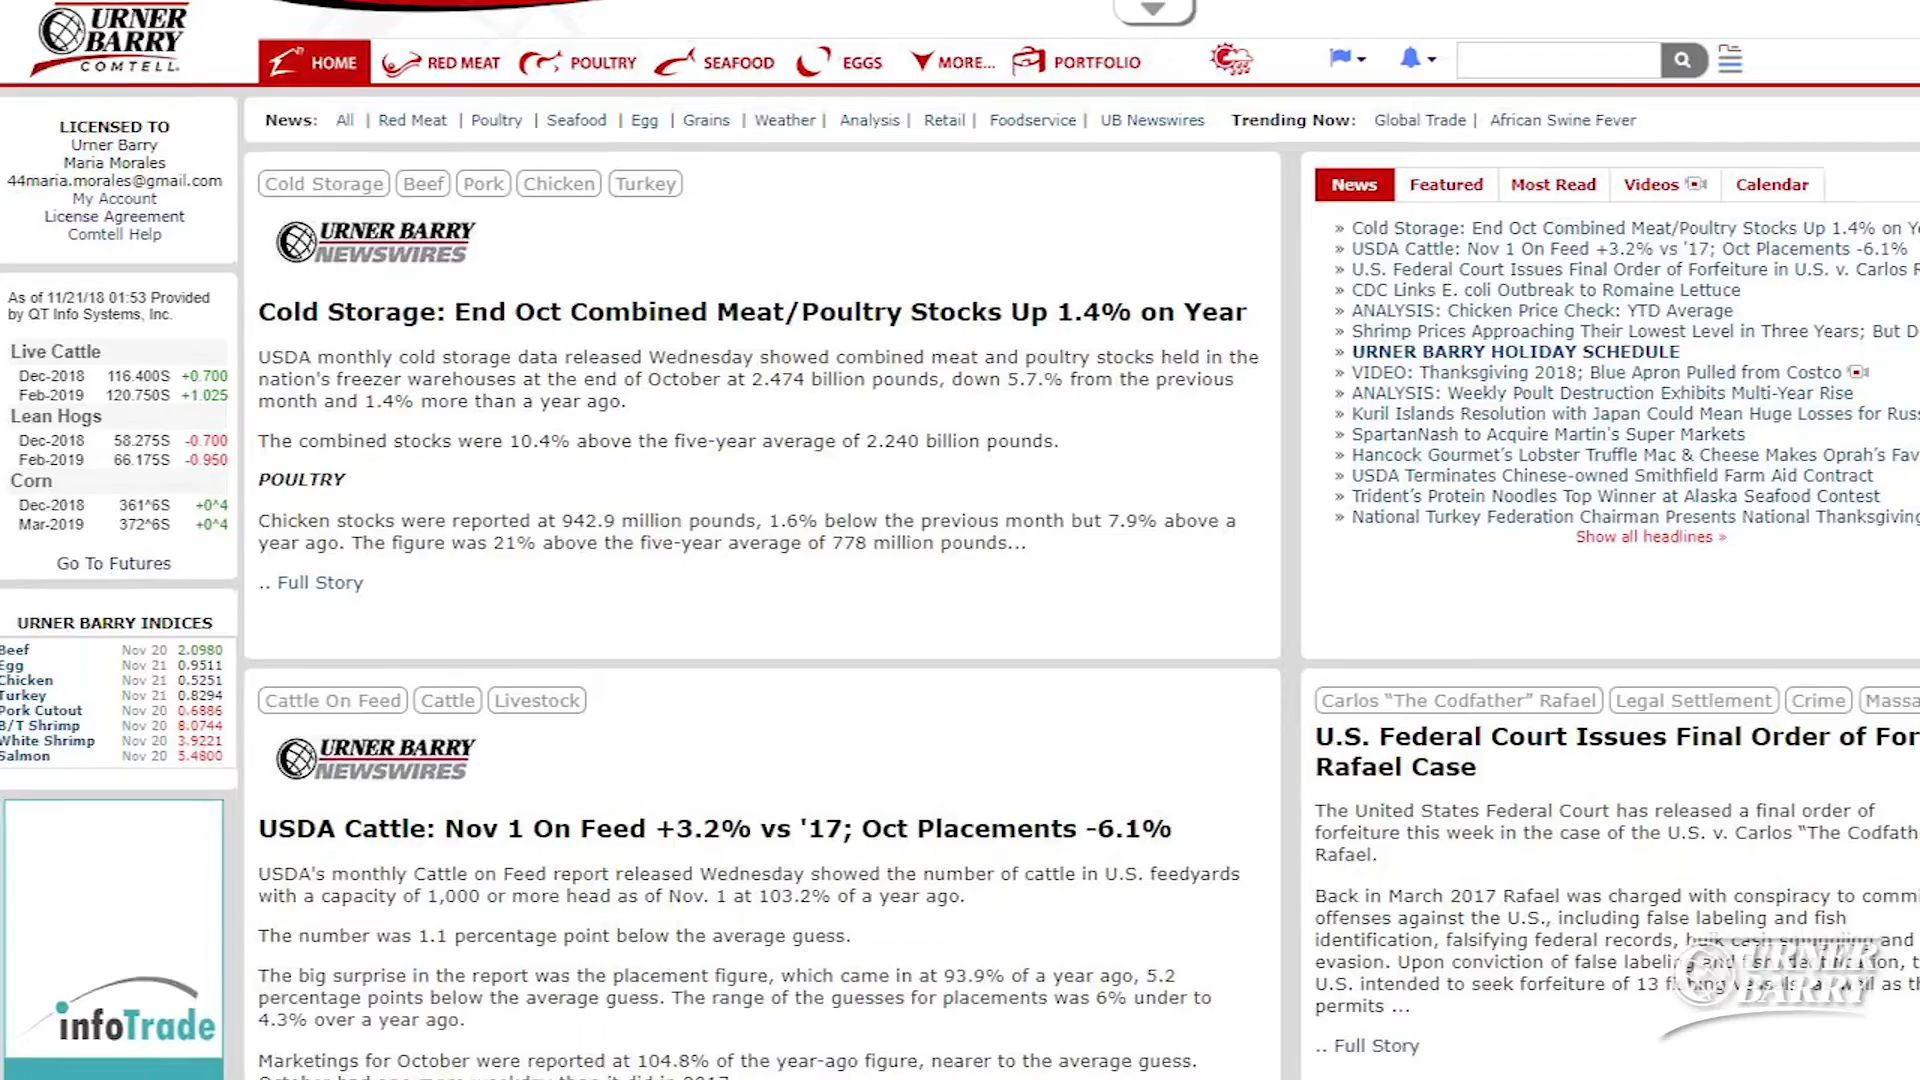 URNER
BARRY
COMTELL
HOME
RED MEAT
POULTRY
SEAFOOD
EGGS
MORE...
PORTFOLIO
LICENSED TO
Urner Barry
Maria Morales
44maria.morales@gmail.com
My Account
License Agreement
Comtell Help
As of 11/21/18 01:53 Provided
by QT Info Systems, Inc.
Live Cattle
Dec-2018 116.400S +0.700
Feb-2019 120.750S +1.025
Lean Hogs
Dec-2018 58.275S -0.700
Feb-2019 66.175S -0.950
Corn
Dec-2018 361^6S +0^4
Mar-2019 372^6S +0^4
Go To Futures
URNER BARRY INDICES
Beef Nov 20 2.0980
Egg Nov 21 0.9511
Chicken Nov 21 0.5251
Turkey Nov 21 0.8294
Pork Cutout Nov 20 0.6886
B/T Shrimp Nov 20 8.0744
White Shrimp Nov 20 3.9221
Salmon Nov 20 5.4800
infoTrade
News: All | Red Meat | Poultry | Seafood | Egg | Grains | Weather | Analysis | Retail | Foodservice | UB Newswires Trending Now: Global Trade | African Swine Fever
Cold Storage Beef Pork Chicken Turkey
URNER BARRY
NEWSWIRES
Cold Storage: End Oct Combined Meat/Poultry Stocks Up 1.4% on Year
USDA monthly cold storage data released Wednesday showed combined meat and poultry stocks held in the
nation's freezer warehouses at the end of October at 2.474 billion pounds, down 5.7.% from the previous
month and 1.4% more than a year ago.
The combined stocks were 10.4% above the five-year average of 2.240 billion pounds.
POULTRY
Chicken stocks were reported at 942.9 million pounds, 1.6% below the previous month but 7.9% above a
year ago. The figure was 21% above the five-year average of 778 million pounds...
.. Full Story
News Featured Most Read Videos Calendar
» Cold Storage: End Oct Combined Meat/Poultry Stocks Up 1.4% on Ye
» USDA Cattle: Nov 1 On Feed +3.2% vs '17; Oct Placements -6.1%
» U.S. Federal Court Issues Final Order of Forfeiture in U.S. v. Carlos R
» CDC Links E. coli Outbreak to Romaine Lettuce
» ANALYSIS: Chicken Price Check: YTD Average
» Shrimp Prices Approaching Their Lowest Level in Three Years; But D
» URNER BARRY HOLIDAY SCHEDULE
» VIDEO: Thanksgiving 2018; Blue Apron Pulled from Costco
» ANALYSIS: Weekly Poult Destruction Exhibits Multi-Year Rise
» Kuril Islands Resolution with Japan Could Mean Huge Losses for Russ
» SpartanNash to Acquire Martin's Super Markets
» Hancock Gourmet's Lobster Truffle Mac & Cheese Makes Oprah's Fav
» USDA Terminates Chinese-owned Smithfield Farm Aid Contract
» Trident's Protein Noodles Top Winner at Alaska Seafood Contest
» National Turkey Federation Chairman Presents National Thanksgiving
Show all headlines »
Cattle On Feed Cattle Livestock
URNER BARRY
NEWSWIRES
USDA Cattle: Nov 1 On Feed +3.2% vs '17; Oct Placements -6.1%
USDA's monthly Cattle on Feed report released Wednesday showed the number of cattle in U.S. feedyards
with a capacity of 1,000 or more head as of Nov. 1 at 103.2% of a year ago.
The number was 1.1 percentage point below the average guess.
The big surprise in the report was the placement figure, which came in at 93.9% of a year ago, 5.2
percentage points below the average guess. The range of the guesses for placements was 6% under to
4.3% over a year ago.
Marketings for October were reported at 104.8% of the year-ago figure, nearer to the average guess.
Carlos “The Codfather” Rafael Legal Settlement Crime Massa
U.S. Federal Court Issues Final Order of For
Rafael Case
The United States Federal Court has released a final order of
forfeiture this week in the case of the U.S. v. Carlos “The Codfath
Rafael.
Back in March 2017 Rafael was charged with conspiracy to commi
offenses against the U.S., including false labeling and fish
identification, falsifying federal records, bulk cash smuggling and
evasion. Upon conviction of false labeling and fish identification, t
U.S. intended to seek forfeiture of 13 fishing vessels as well as th
permits ...
.. Full Story
URNER
BARRY